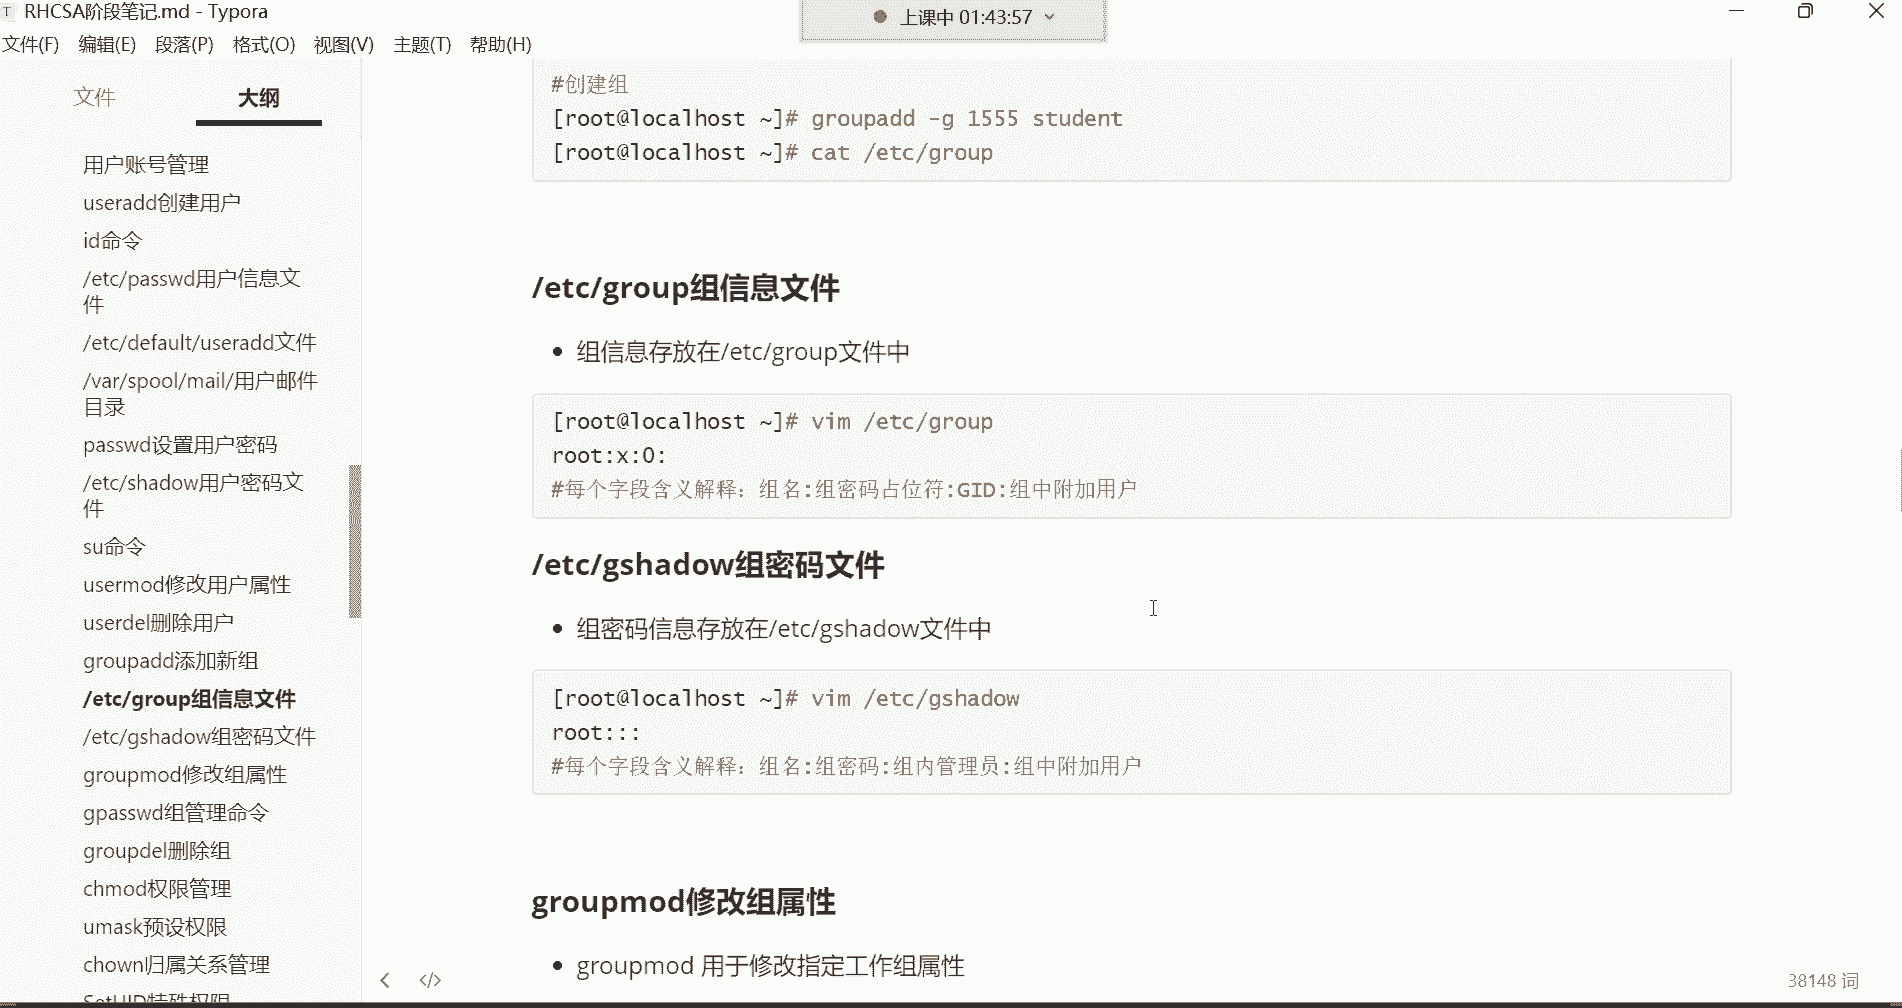 RHCSA阶段笔记.md - Typora
上课中 01:43:57
文件(F) 编辑(E) 段落(P) 格式(O) 视图(V) 主题(T) 帮助(H)
文件 大纲
用户账号管理
useradd创建用户
id命令
/etc/passwd用户信息文
件
/etc/default/useradd文件
/var/spool/mail/用户邮件
目录
passwd设置用户密码
/etc/shadow用户密码文
件
su命令
usermod修改用户属性
userdel删除用户
groupadd添加新组
/etc/group组信息文件
/etc/gshadow组密码文件
groupmod修改组属性
gpasswd组管理命令
groupdel删除组
chmod权限管理
umask预设权限
chown归属关系管理
SetUID特殊权限
#创建组
[root@localhost ~]# groupadd -g 1555 student
[root@localhost ~]# cat /etc/group
/etc/group组信息文件
• 组信息存放在/etc/group文件中
[root@localhost ~]# vim /etc/group
root:x:0:
#每个字段含义解释：组名:组密码占位符:GID:组中附加用户
/etc/gshadow组密码文件
• 组密码信息存放在/etc/gshadow文件中
[root@localhost ~]# vim /etc/gshadow
root:::
#每个字段含义解释：组名:组密码:组内管理员:组中附加用户
groupmod修改组属性
• groupmod 用于修改指定工作组属性
38148 词